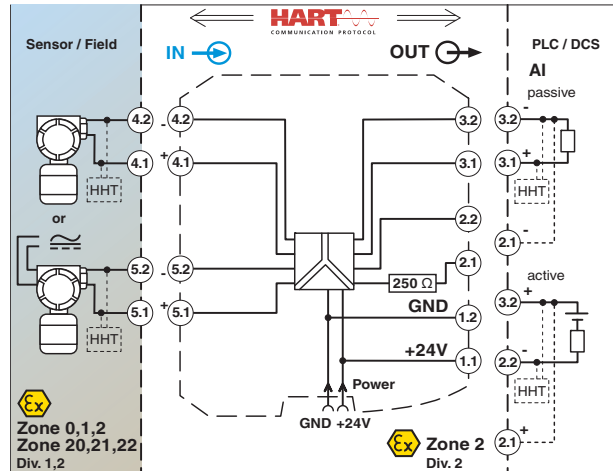 HART
COMMUNICATION PROTOCOL
Sensor / Field
IN
OUT
PLC / DCS
AI
passive
4.2
-
4.2
3.2
3.2
-
4.1
+
4.1
3.1
3.1
+
HHT
HHT
or
2.2
2.1
-
5.2
-
5.2
2.1
250 Ω
active
5.1
+
5.1
GND
1.2
3.2
+
HHT
+24V
1.1
2.2
-
HHT
Power
GND +24V
2.1
+
Ex
Zone 0,1,2
Zone 20,21,22
Div. 1,2
Ex
Zone 2
Div. 2